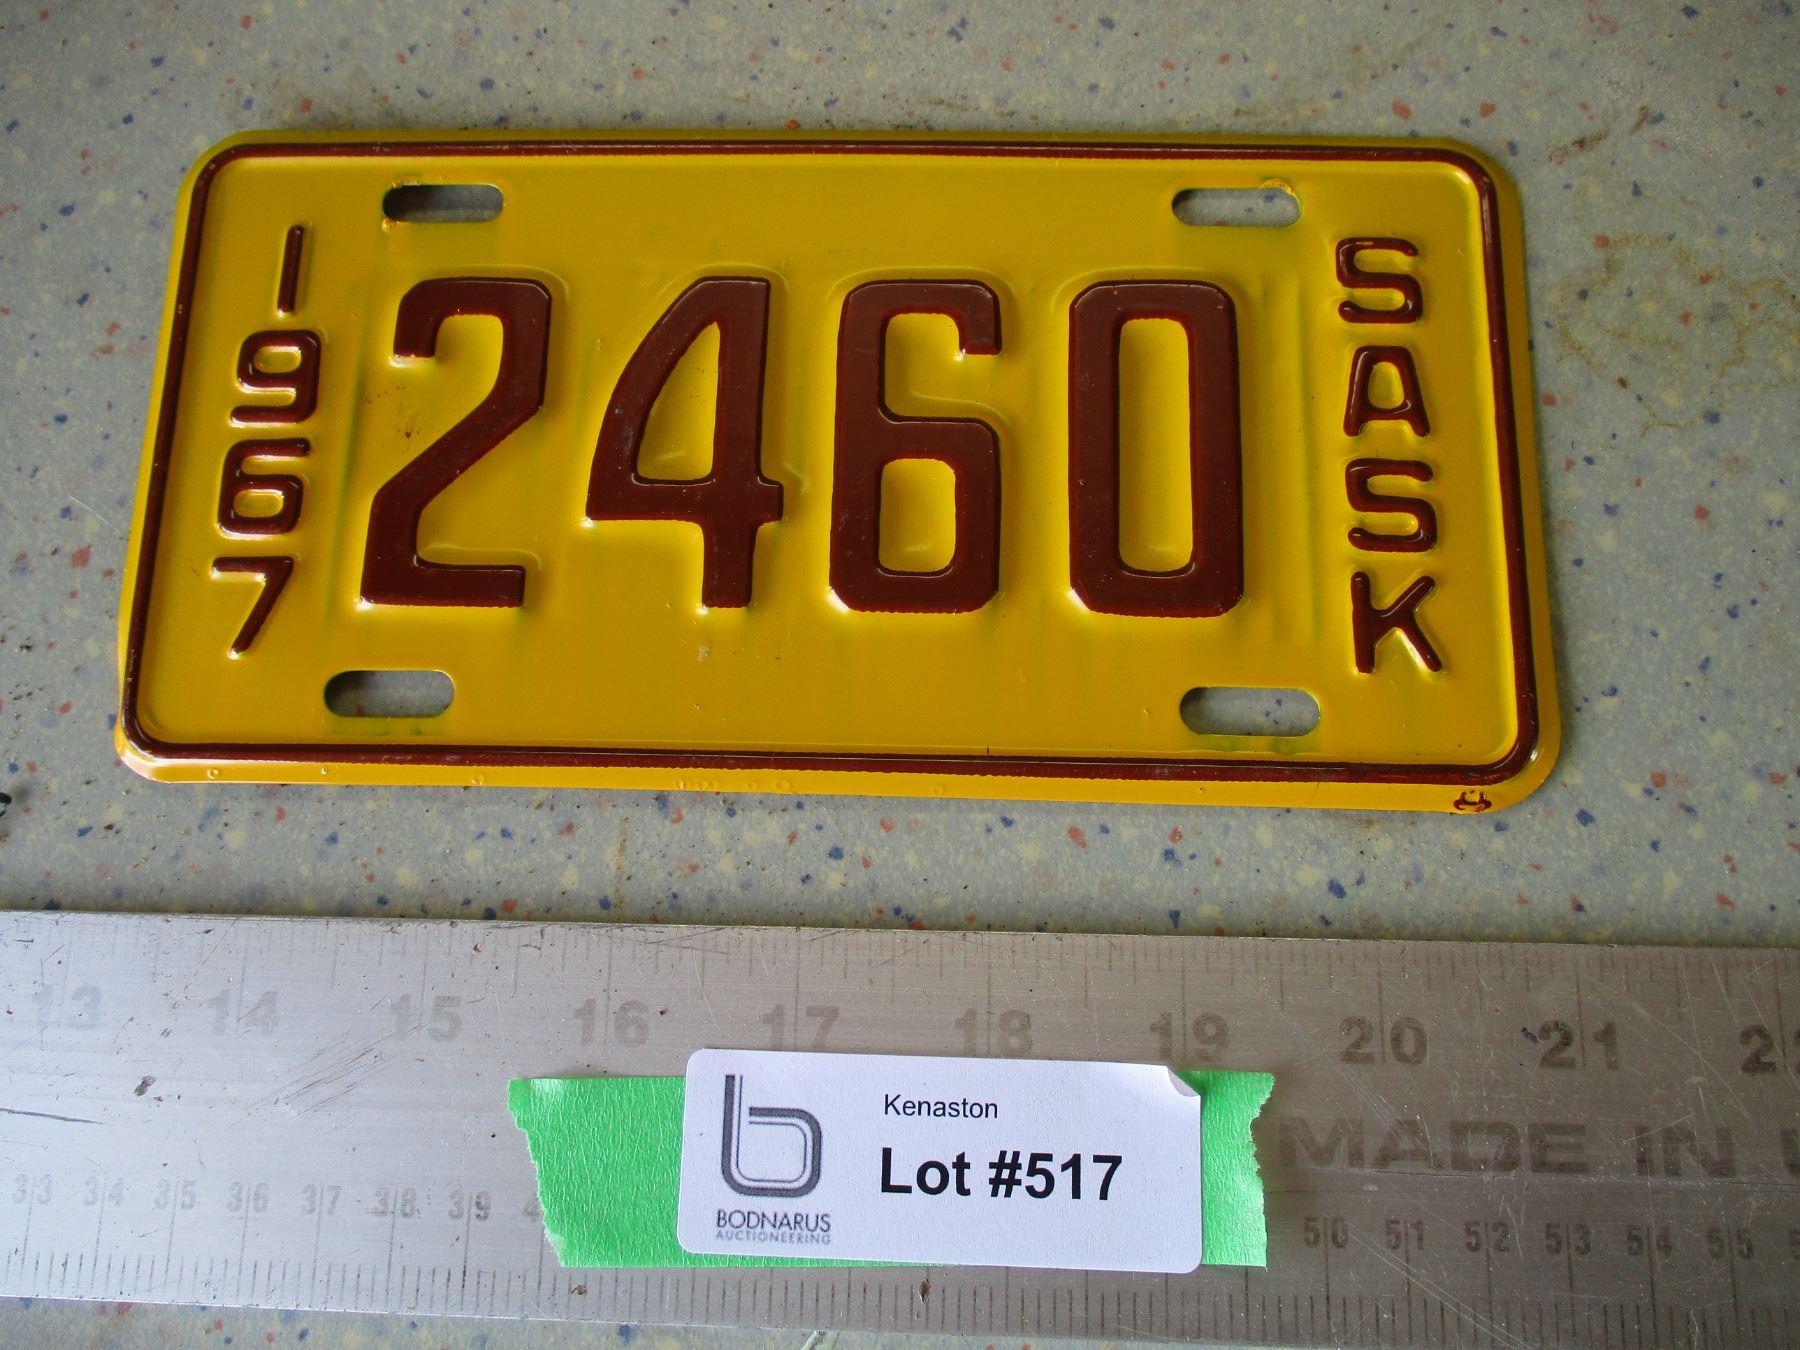 1967
2460
SASK
13 14 15 16 17 18 19 20 21
MADE IN
Kenaston
Lot #517
BODNARUS
AUCTIONEERING
33 34 35 36 37 38 39 50 51 52 53 54 55